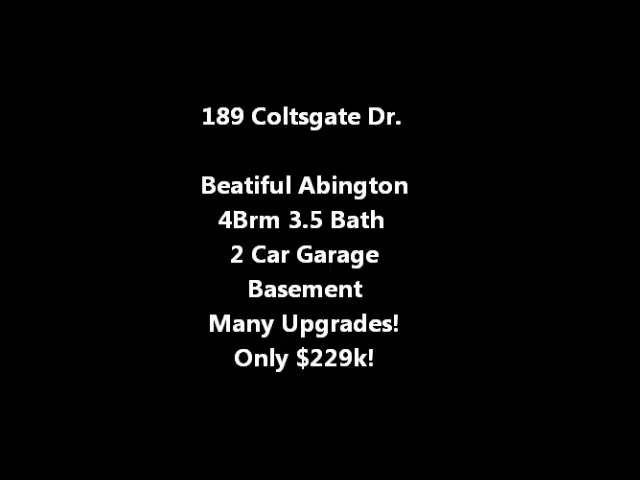 189 Coltsgate Dr.
Beatiful Abington
4Brm 3.5 Bath
2 Car Garage
Basement
Many Upgrades!
Only $229k!